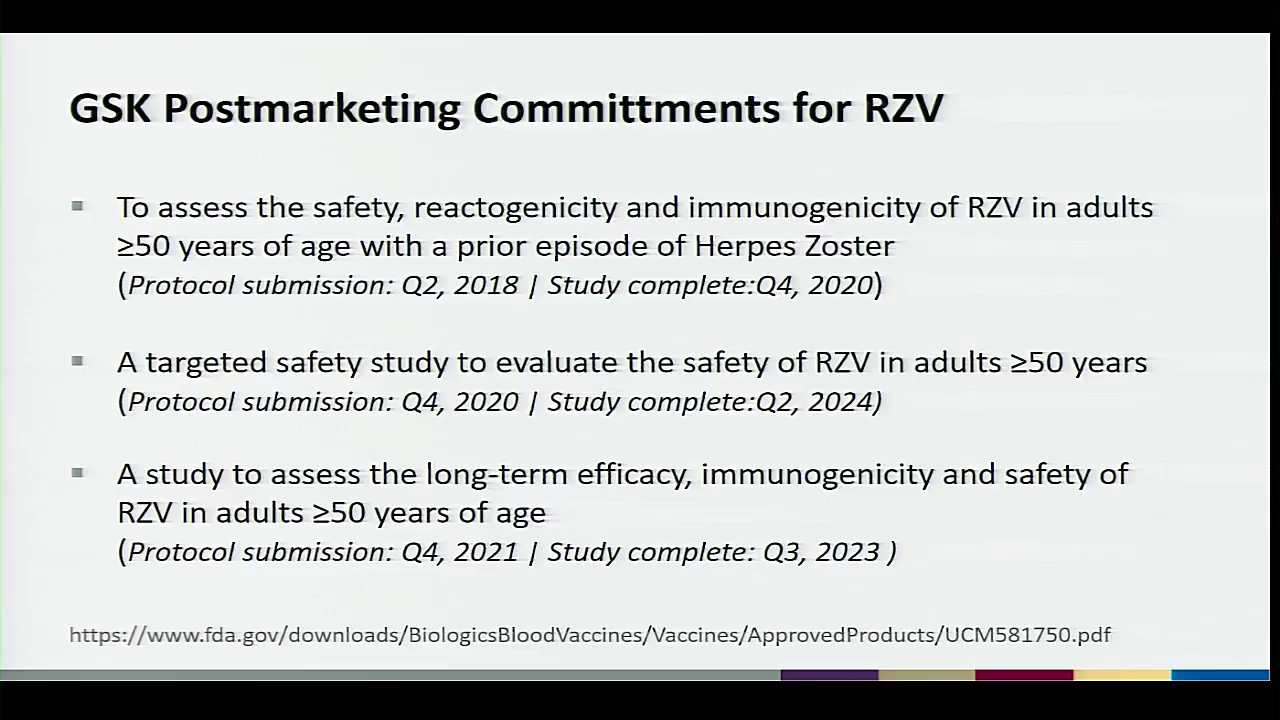 GSK Postmarketing Committments for RZV
▪ To assess the safety, reactogenicity and immunogenicity of RZV in adults
≥50 years of age with a prior episode of Herpes Zoster
(Protocol submission: Q2, 2018 | Study complete:Q4, 2020)
▪ A targeted safety study to evaluate the safety of RZV in adults ≥50 years
(Protocol submission: Q4, 2020 | Study complete:Q2, 2024)
▪ A study to assess the long-term efficacy, immunogenicity and safety of
RZV in adults ≥50 years of age
(Protocol submission: Q4, 2021 | Study complete: Q3, 2023 )
https://www.fda.gov/downloads/BiologicsBloodVaccines/Vaccines/ApprovedProducts/UCM581750.pdf